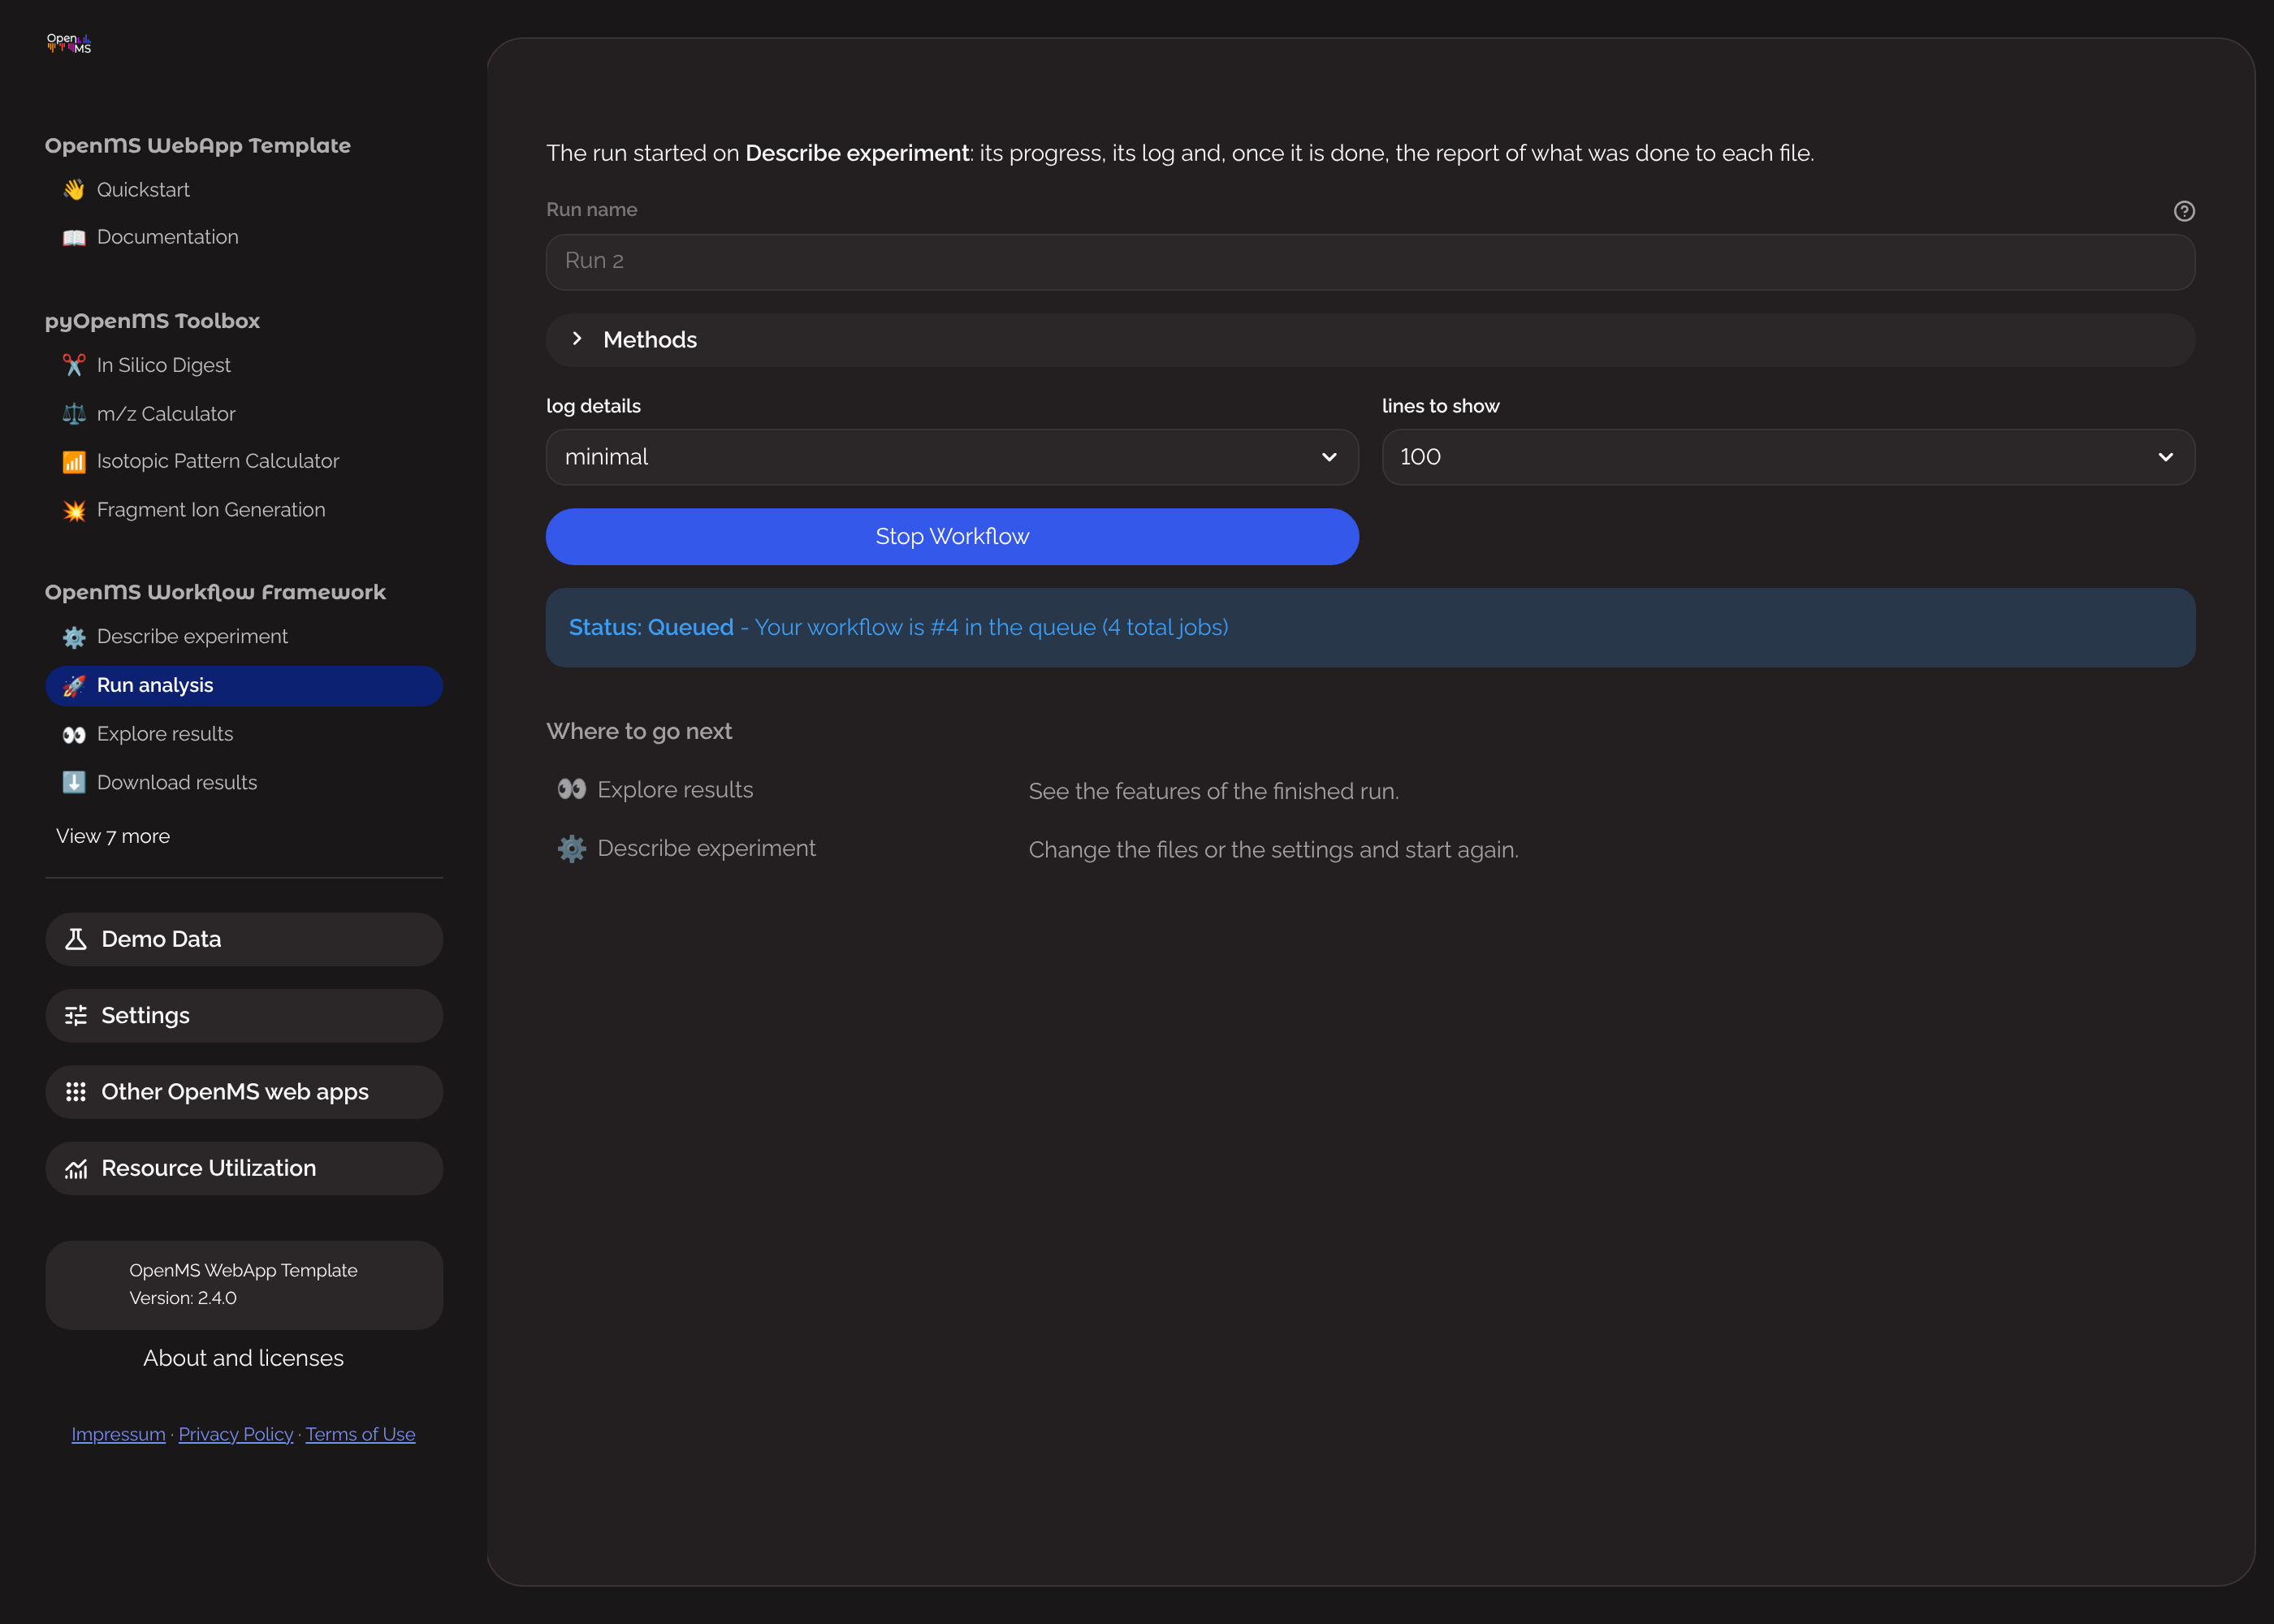 OpenMS
OpenMS WebApp Template
Quickstart
Documentation
pyOpenMS Toolbox
In Silico Digest
m/z Calculator
Isotopic Pattern Calculator
Fragment Ion Generation
OpenMS Workflow Framework
Describe experiment
Run analysis
Explore results
Download results
View 7 more
Demo Data
Settings
Other OpenMS web apps
Resource Utilization
OpenMS WebApp Template
Version: 2.4.0
About and licenses
Impressum · Privacy Policy · Terms of Use
The run started on Describe experiment: its progress, its log and, once it is done, the report of what was done to each file.
Run name
Run 2
Methods
log details
lines to show
minimal
100
Stop Workflow
Status: Queued - Your workflow is #4 in the queue (4 total jobs)
Where to go next
Explore results
See the features of the finished run.
Describe experiment
Change the files or the settings and start again.